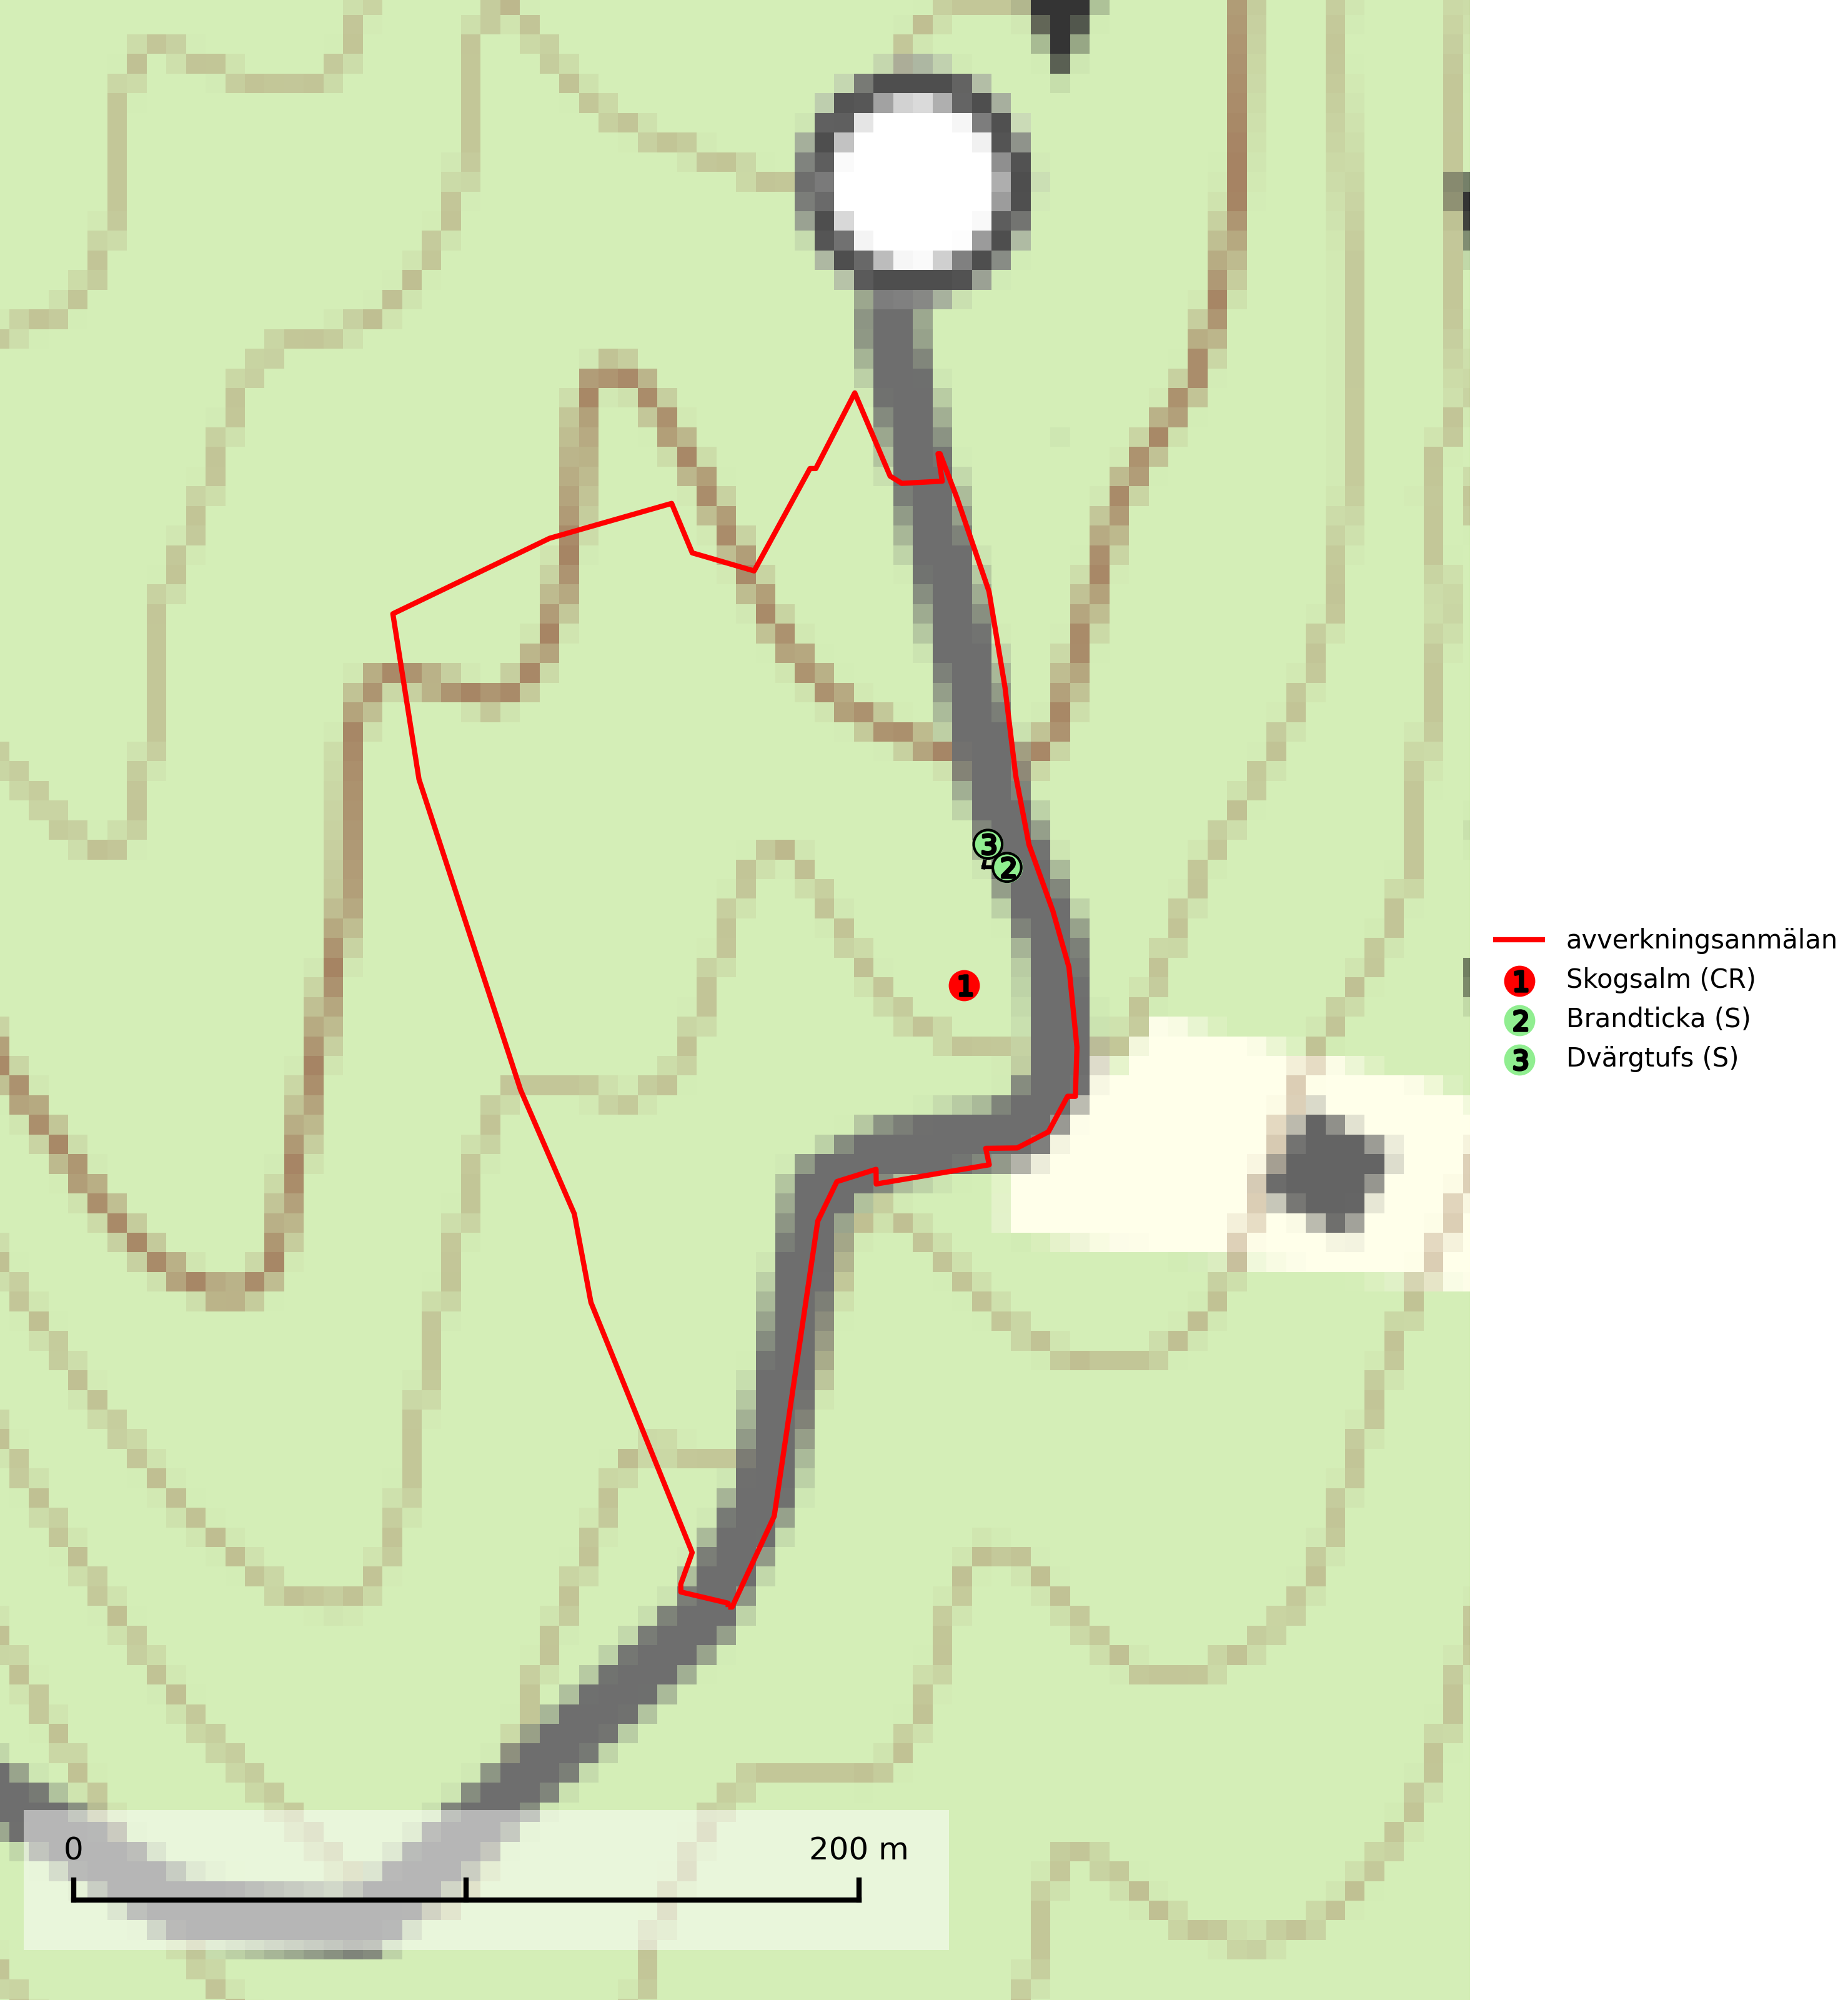 3
2
1
avverkningsanmälan
1 Skogsalm (CR)
2 Brandticka (S)
3 Dvärgtufs (S)
0 200 m